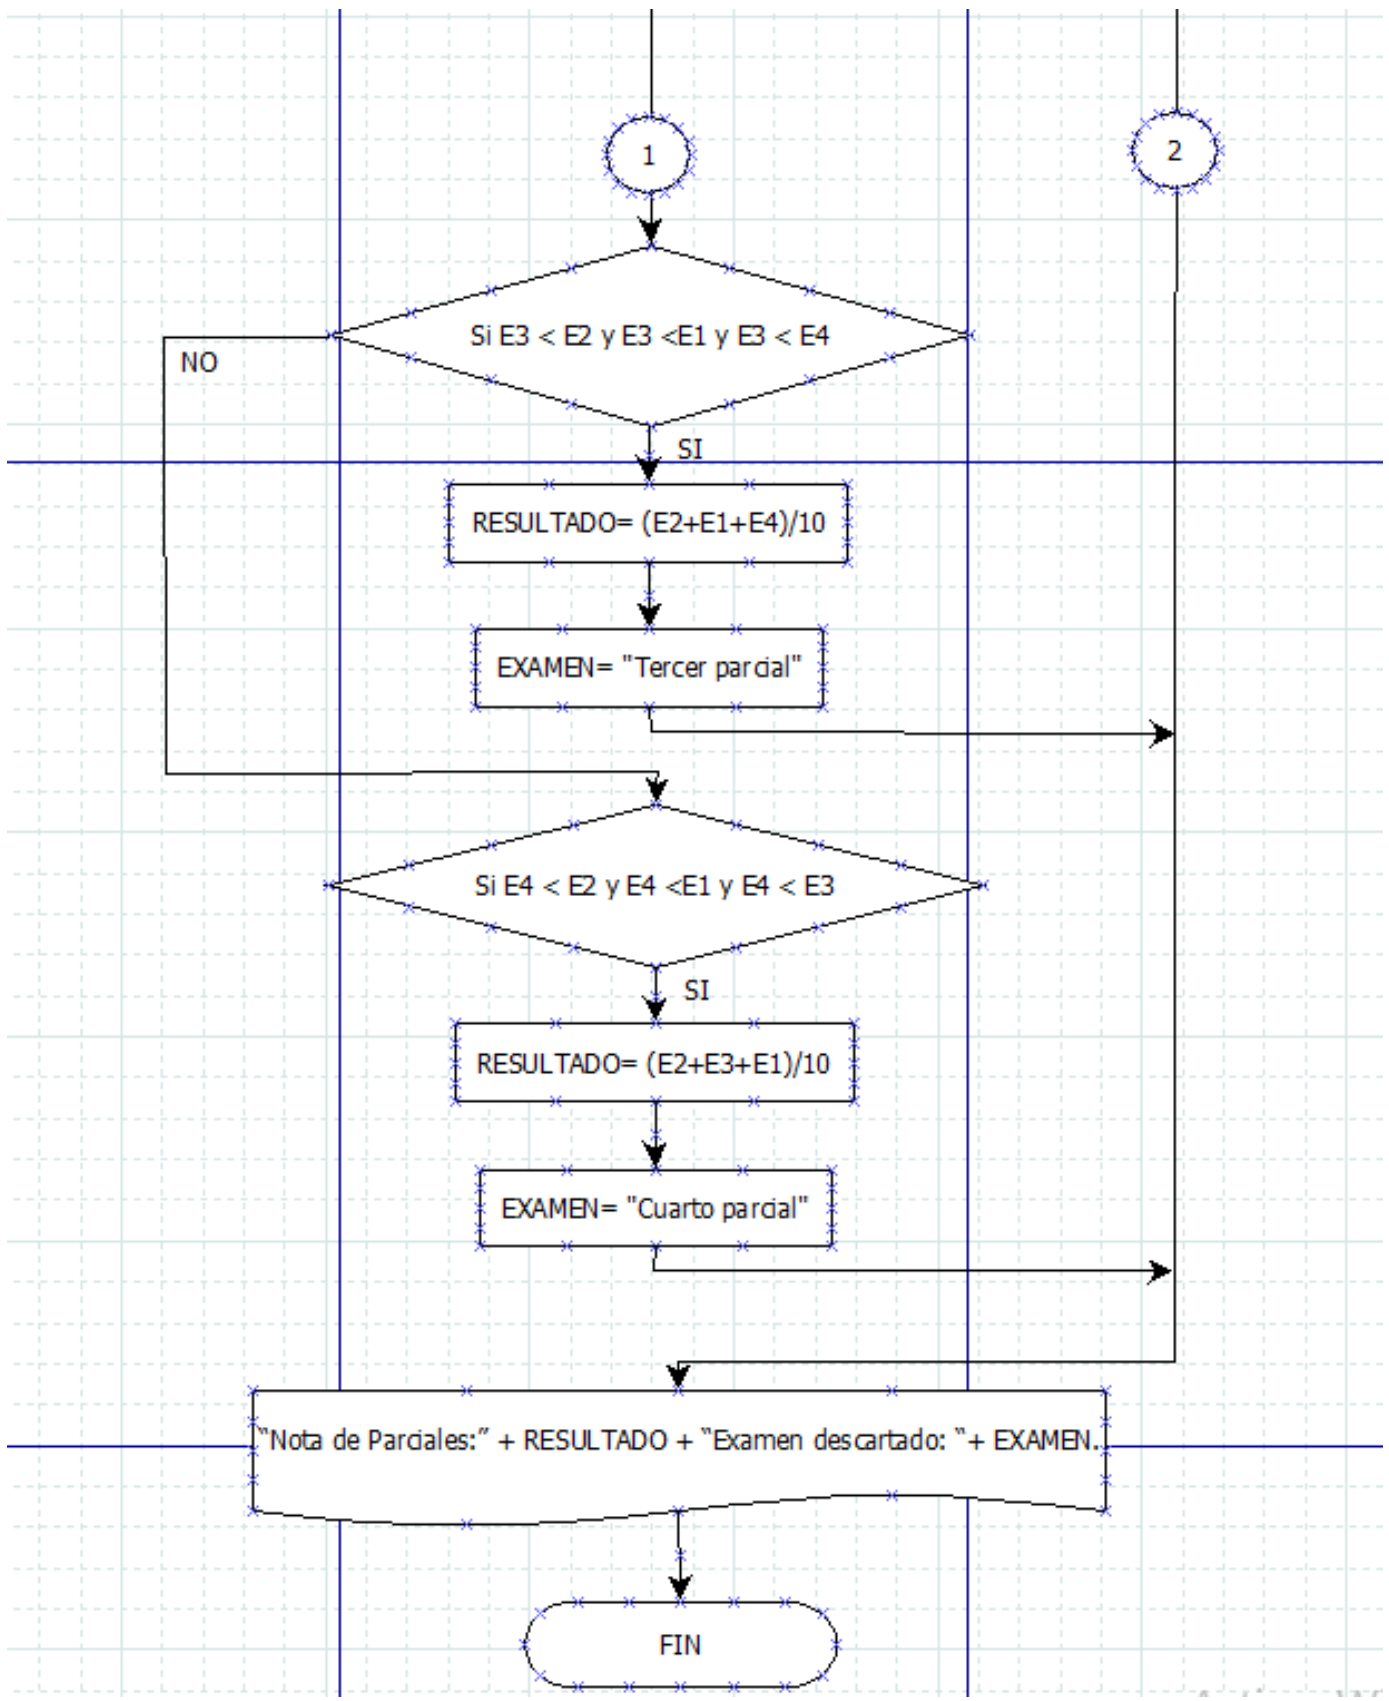 1
2
Si E3 < E2 y E3 <E1 y E3 < E4
NO
SI
RESULTADO= (E2+E1+E4)/10
EXAMEN= "Tercer parcial"
Si E4 < E2 y E4 <E1 y E4 < E3
SI
RESULTADO= (E2+E3+E1)/10
EXAMEN= "Cuarto parcial"
“Nota de Parciales:” + RESULTADO + “Examen descartado: “+ EXAMEN.
FIN